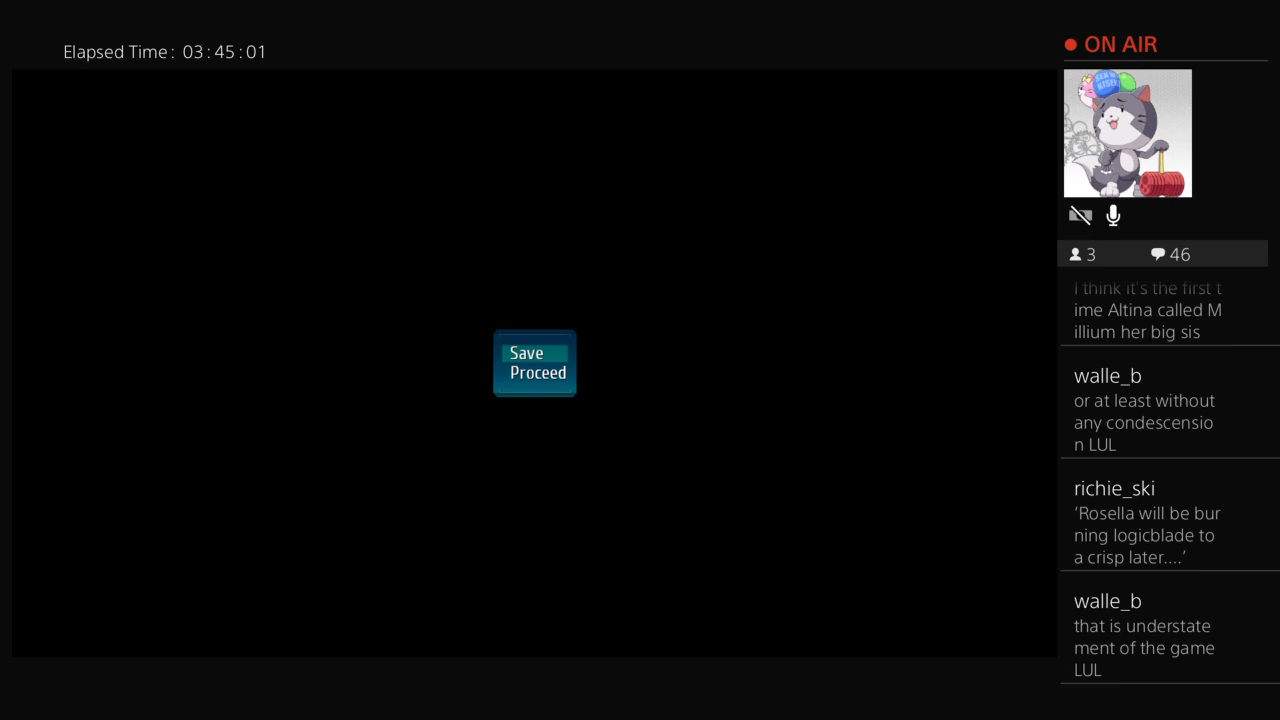 Elapsed Time: 03:45:01
ON AIR
3
46
I think it's the first t
ime Altina called M
illium her big sis
walle_b
or at least without
any condescensio
n LUL
richie_ski
‘Rosella will be bur
ning logicblade to
a crisp later....’
walle_b
that is understate
ment of the game
LUL
Save
Proceed